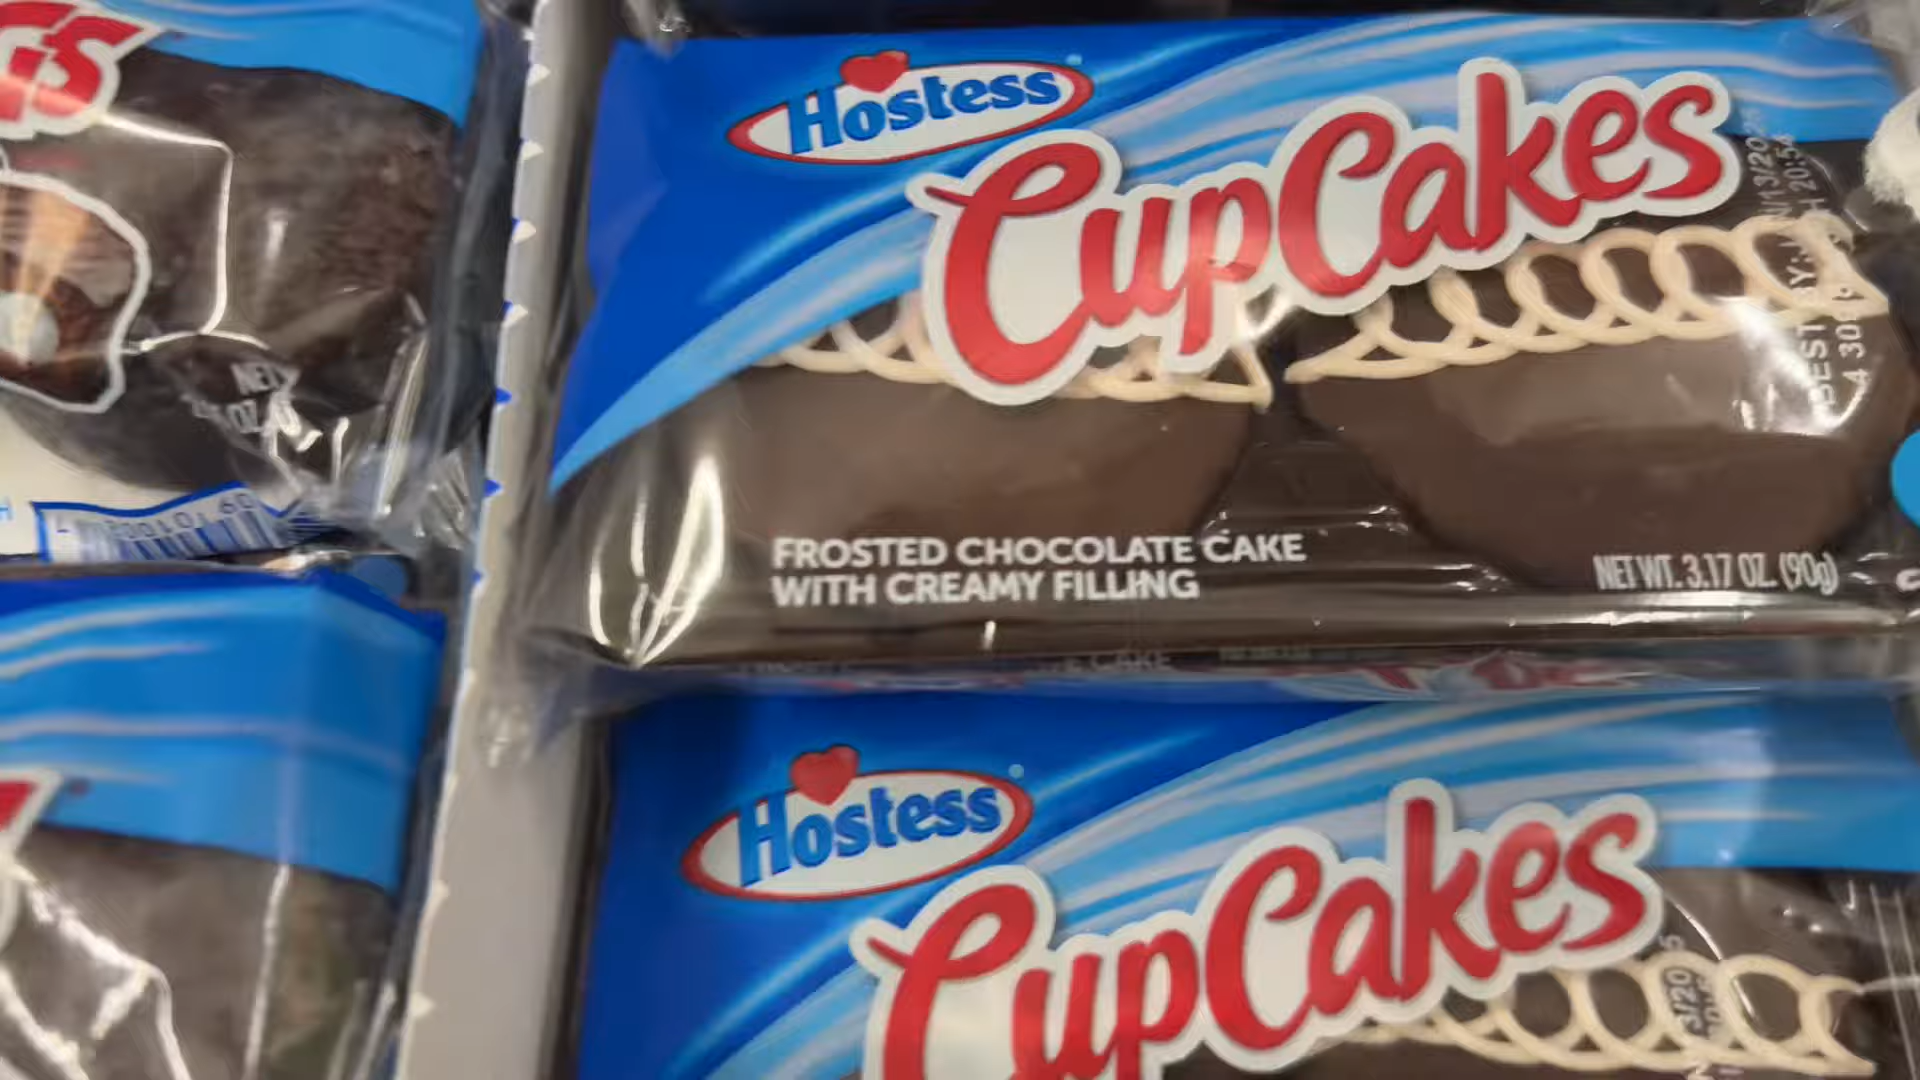 Hostess
CupCakes
FROSTED CHOCOLATE CAKE
WITH CREAMY FILLING
NET WT. 3.17 OZ. (90g)
Hostess
CupCakes